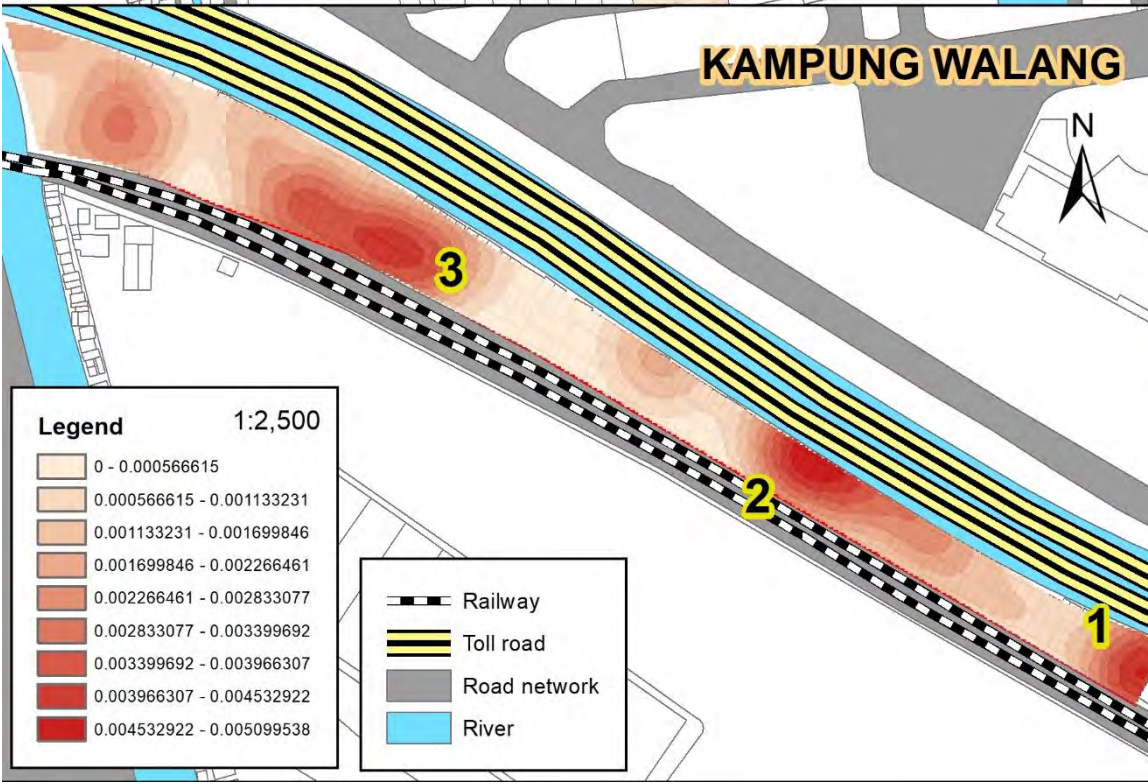 KAMPUNG WALANG
N
3
2
1
Legend
1:2,500
0 - 0.000566615
0.000566615 - 0.001133231
0.001133231 - 0.001699846
0.001699846 - 0.002266461
0.002266461 - 0.002833077
0.002833077 - 0.003399692
0.003399692 - 0.003966307
0.003966307 - 0.004532922
0.004532922 - 0.005099538
Railway
Toll road
Road network
River